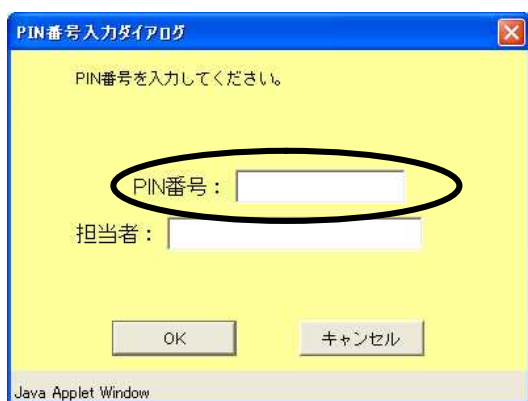 PIN番号入力ダイアログ
PIN番号を入力してください。
PIN番号：
担当者：
OK キャンセル
Java Applet Window